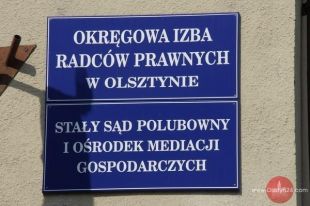 OKRĘGOWA IZBA
RADCÓW PRAWNYCH
W OLSZTYNIE
STAŁY SĄD POLUBOWNY
I OŚRODEK MEDIACJI
GOSPODARCZYCH